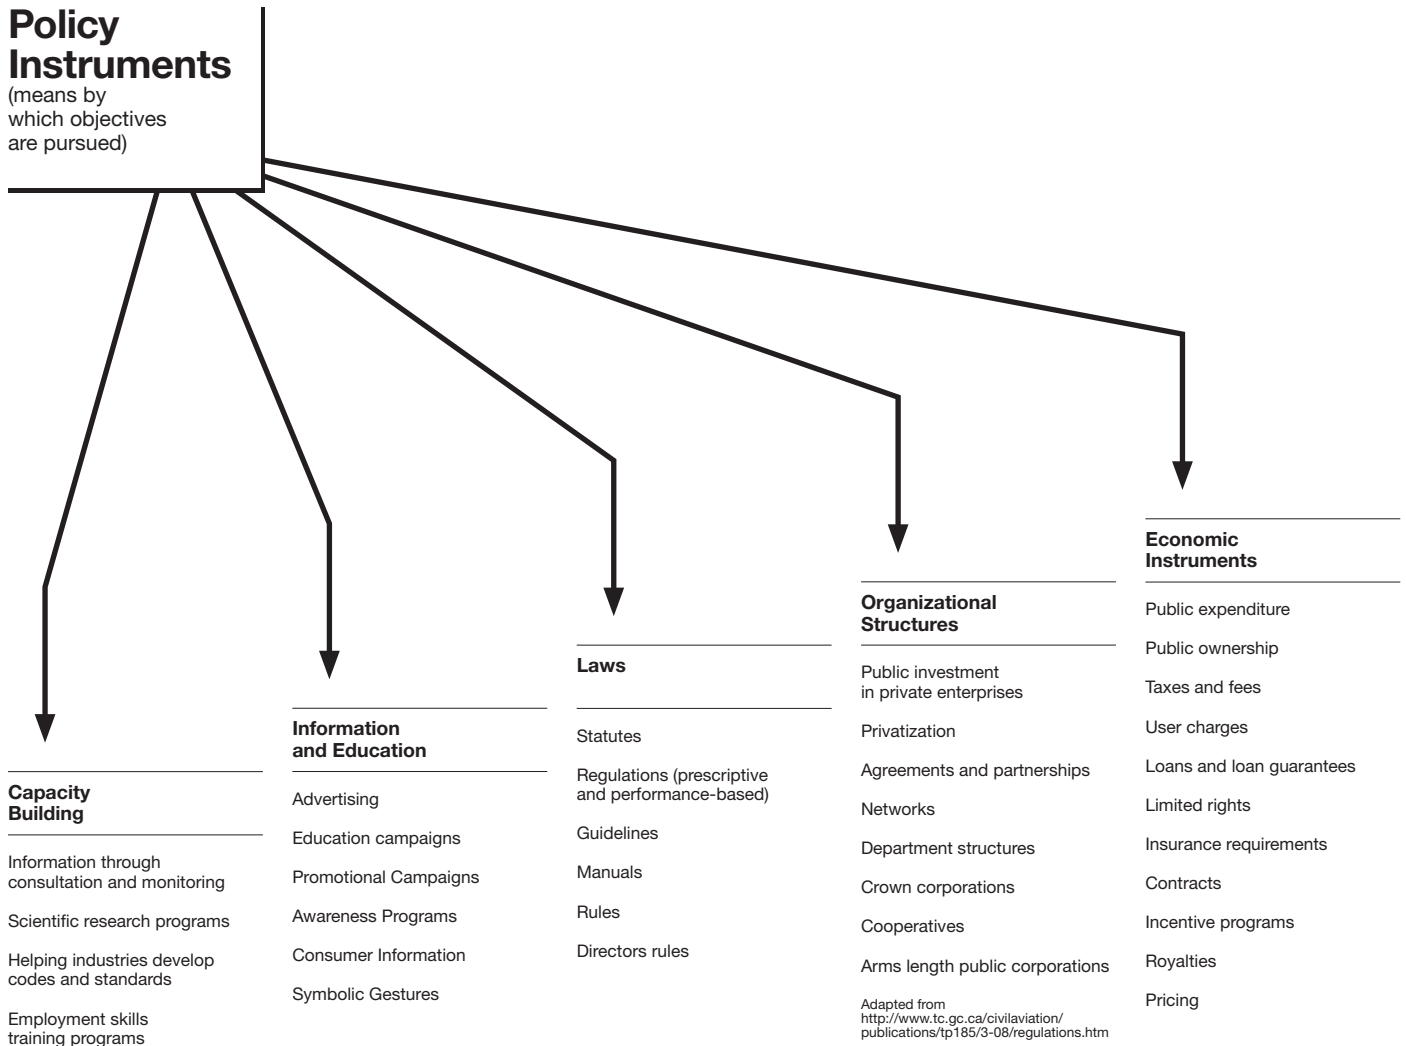 Policy
Instruments
(means by
which objectives
are pursued)
Capacity
Building
Information through
consultation and monitoring
Scientific research programs
Helping industries develop
codes and standards
Employment skills
training programs
Information
and Education
Advertising
Education campaigns
Promotional Campaigns
Awareness Programs
Consumer Information
Symbolic Gestures
Laws
Statutes
Regulations (prescriptive
and performance-based)
Guidelines
Manuals
Rules
Directors rules
Organizational
Structures
Public investment
in private enterprises
Privatization
Agreements and partnerships
Networks
Department structures
Crown corporations
Cooperatives
Arms length public corporations
Adapted from
http://www.tc.gc.ca/civilaviation/
publications/tp185/3-08/regulations.htm
Economic
Instruments
Public expenditure
Public ownership
Taxes and fees
User charges
Loans and loan guarantees
Limited rights
Insurance requirements
Contracts
Incentive programs
Royalties
Pricing